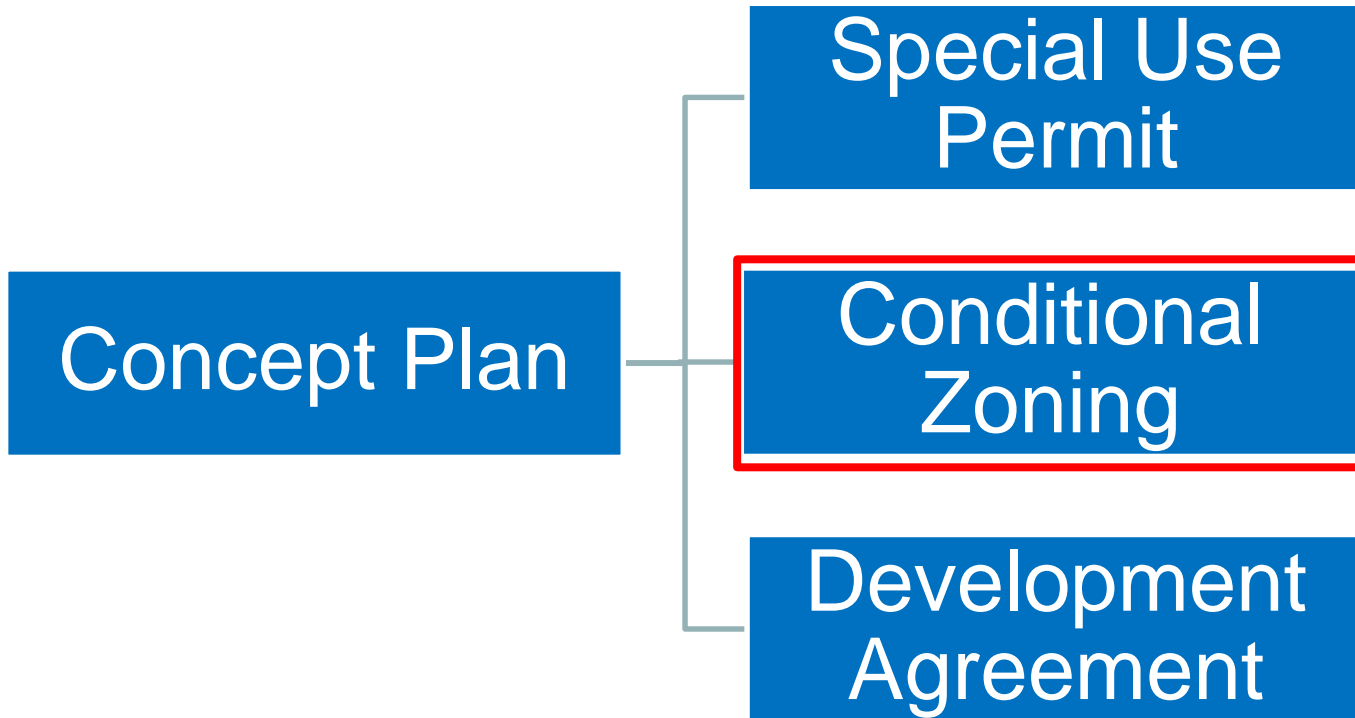 Concept Plan
Special Use
Permit
Conditional
Zoning
Development
Agreement